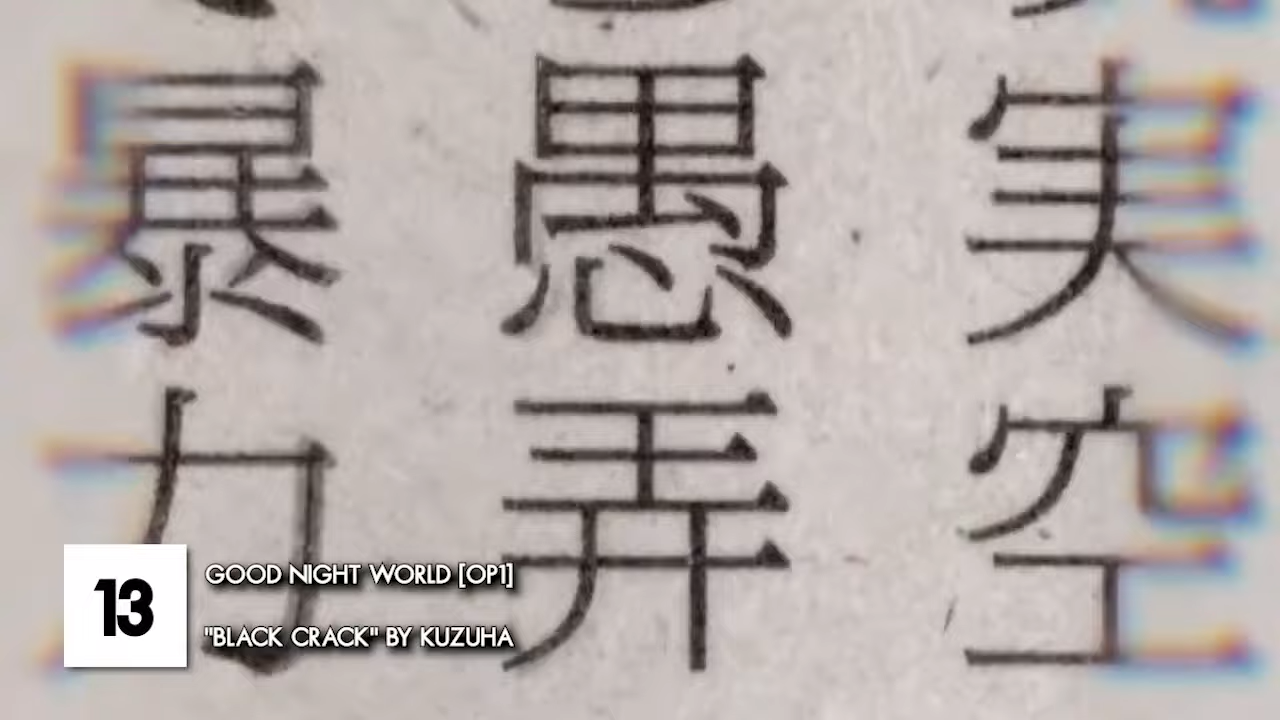 実空
愚弄
暴力
13
GOOD NIGHT WORLD [OP1]
"BLACK CRACK" BY KUZUHA